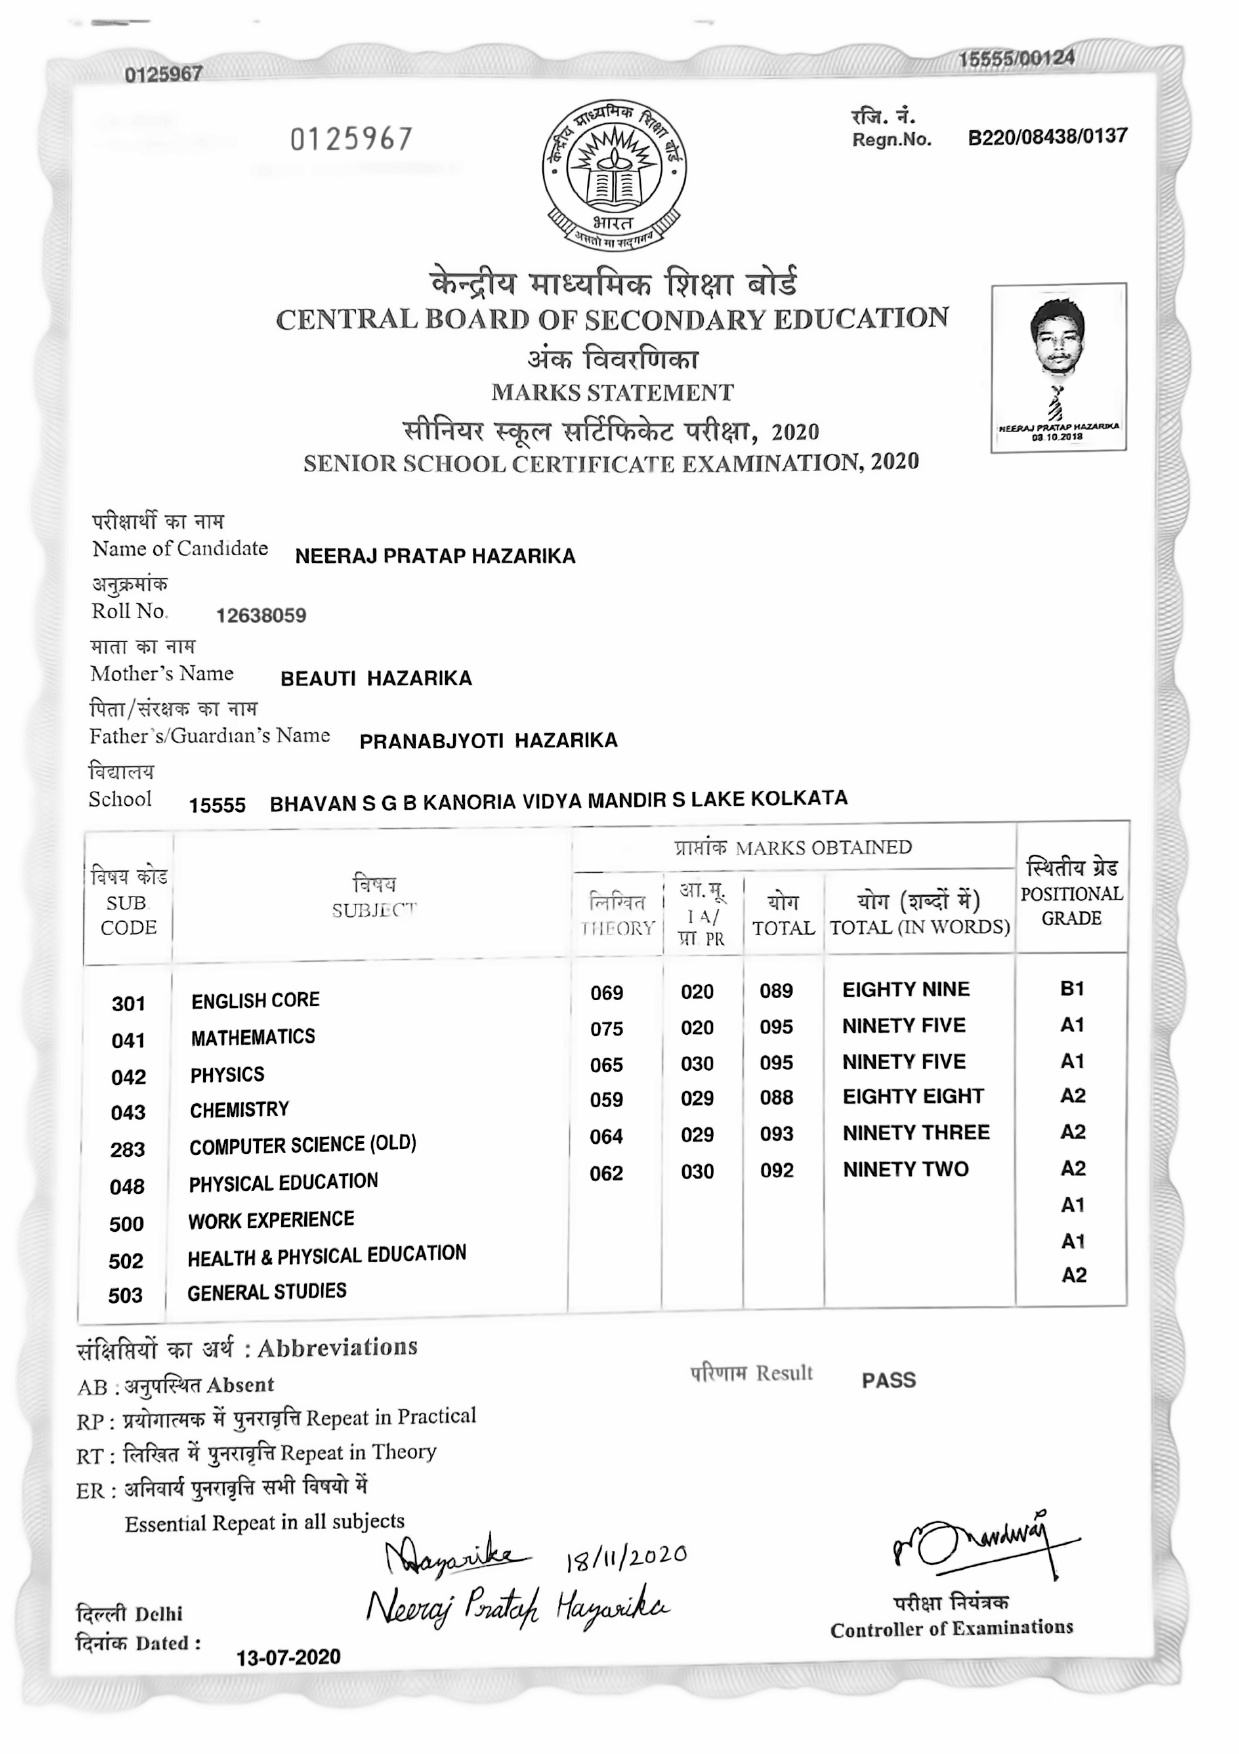 0125967
15555/00124
0125967
रजि. नं.
Regn.No. B220/08438/0137
केन्द्रीय माध्यमिक शिक्षा बोर्ड
भारत
असतो मा सद्गमय
केन्द्रीय माध्यमिक शिक्षा बोर्ड
CENTRAL BOARD OF SECONDARY EDUCATION
अंक विवरणिका
MARKS STATEMENT
सीनियर स्कूल सर्टिफिकेट परीक्षा, 2020
SENIOR SCHOOL CERTIFICATE EXAMINATION, 2020
NEERAJ PRATAP HAZARIKA
03.10.2018
परीक्षार्थी का नाम
Name of Candidate NEERAJ PRATAP HAZARIKA
अनुक्रमांक
Roll No. 12638059
माता का नाम
Mother's Name BEAUTI HAZARIKA
पिता/संरक्षक का नाम
Father's/Guardian's Name PRANABJYOTI HAZARIKA
विद्यालय
School 15555 BHAVAN S G B KANORIA VIDYA MANDIR S LAKE KOLKATA
विषय कोड SUB. CODE
विषय SUBJECT
प्राप्तांक MARKS OBTAINED
लिखित THEORY
आ.मू. I A/ प्रा PR
योग TOTAL
योग (शब्दों में) TOTAL (IN WORDS)
स्थितीय ग्रेड POSITIONAL GRADE
301 ENGLISH CORE 069 020 089 EIGHTY NINE B1
041 MATHEMATICS 075 020 095 NINETY FIVE A1
042 PHYSICS 065 030 095 NINETY FIVE A1
043 CHEMISTRY 059 029 088 EIGHTY EIGHT A2
283 COMPUTER SCIENCE (OLD) 064 029 093 NINETY THREE A2
048 PHYSICAL EDUCATION 062 030 092 NINETY TWO A2
500 WORK EXPERIENCE A1
502 HEALTH & PHYSICAL EDUCATION A1
503 GENERAL STUDIES A2
संक्षिप्तियों का अर्थ : Abbreviations
परिणाम Result PASS
AB : अनुपस्थित Absent
RP : प्रयोगात्मक में पुनरावृत्ति Repeat in Practical
RT : लिखित में पुनरावृत्ति Repeat in Theory
ER : अनिवार्य पुनरावृत्ति सभी विषयो में
Essential Repeat in all subjects
Hazarika 18/11/2020
Neeraj Pratap Hazarika
दिल्ली Delhi
दिनांक Dated : 13-07-2020
परीक्षा नियंत्रक
Controller of Examinations